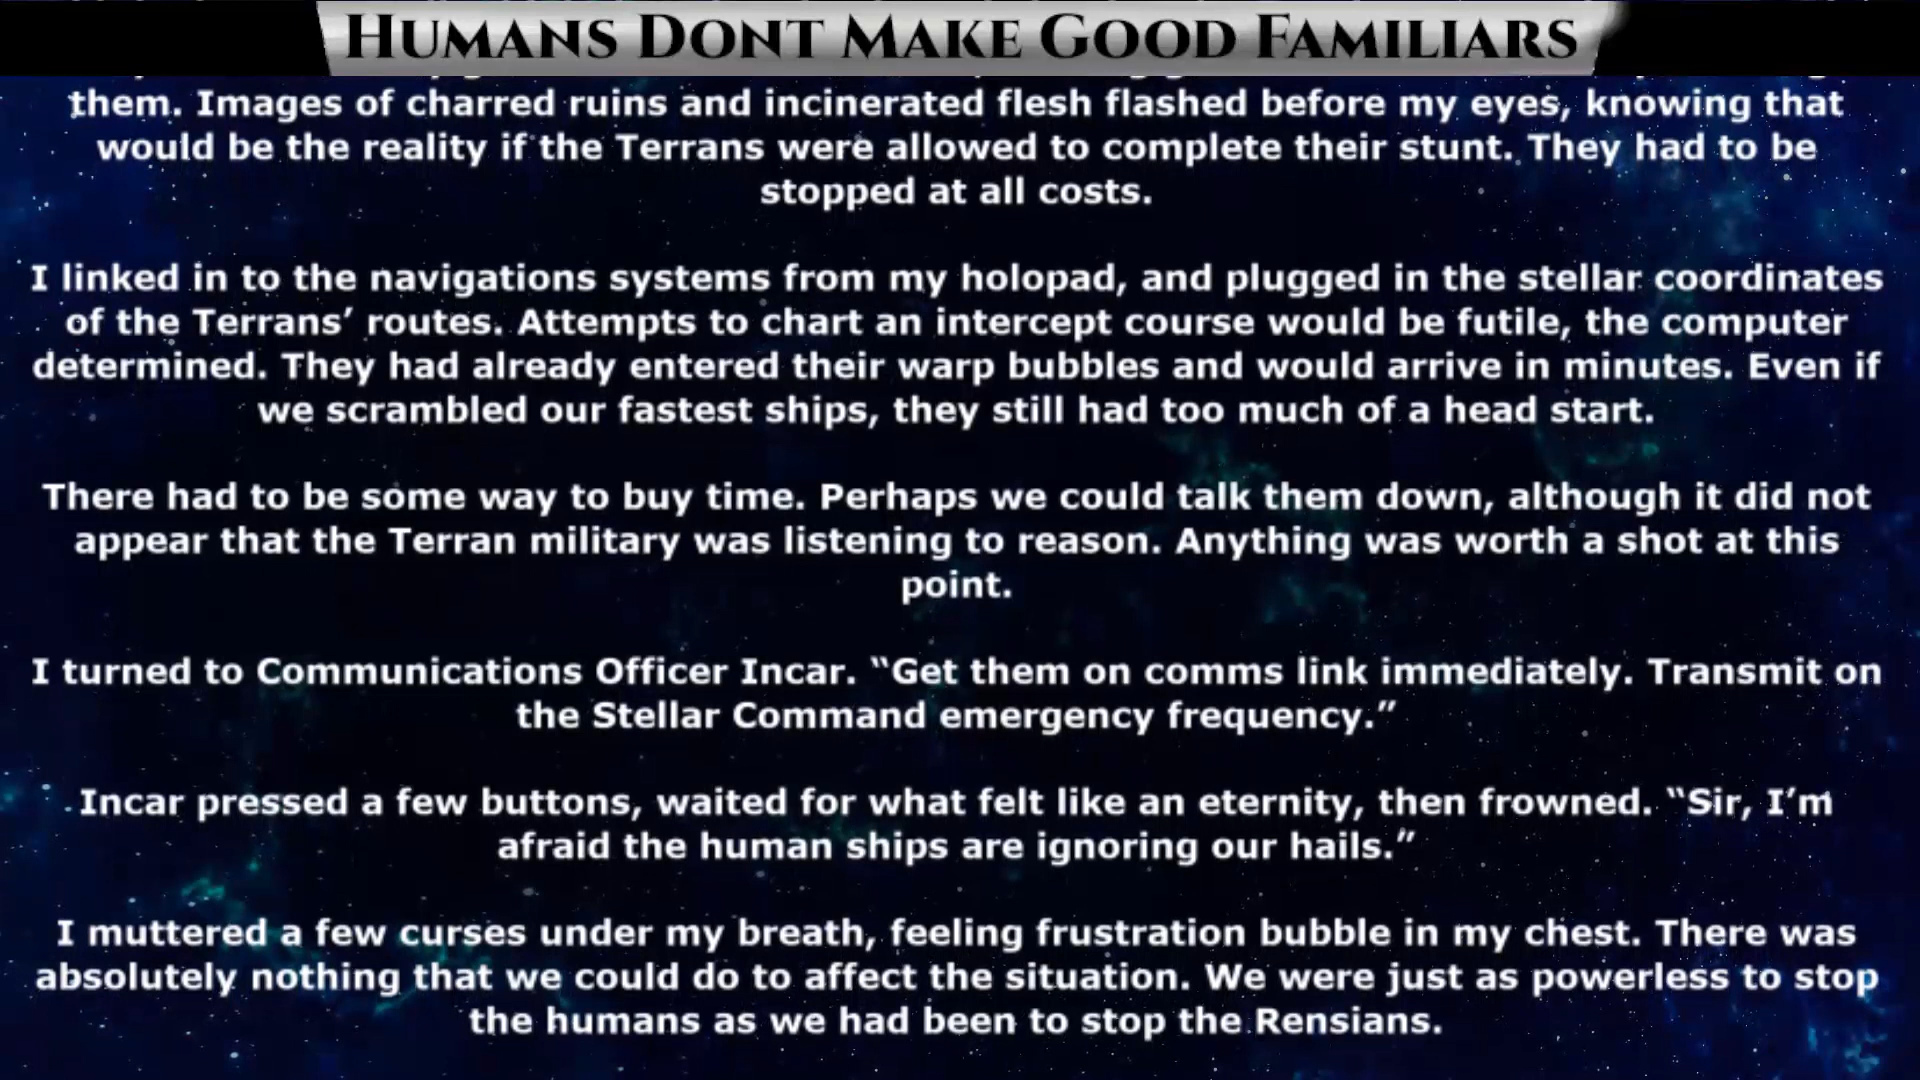 HUMANS DONT MAKE GOOD FAMILIARS
them. Images of charred ruins and incinerated flesh flashed before my eyes, knowing that
would be the reality if the Terrans were allowed to complete their stunt. They had to be
stopped at all costs.
I linked in to the navigations systems from my holopad, and plugged in the stellar coordinates
of the Terrans’ routes. Attempts to chart an intercept course would be futile, the computer
determined. They had already entered their warp bubbles and would arrive in minutes. Even if
we scrambled our fastest ships, they still had too much of a head start.
There had to be some way to buy time. Perhaps we could talk them down, although it did not
appear that the Terran military was listening to reason. Anything was worth a shot at this
point.
I turned to Communications Officer Incar. “Get them on comms link immediately. Transmit on
the Stellar Command emergency frequency.”
Incar pressed a few buttons, waited for what felt like an eternity, then frowned. “Sir, I’m
afraid the human ships are ignoring our hails.”
I muttered a few curses under my breath, feeling frustration bubble in my chest. There was
absolutely nothing that we could do to affect the situation. We were just as powerless to stop
the humans as we had been to stop the Rensians.